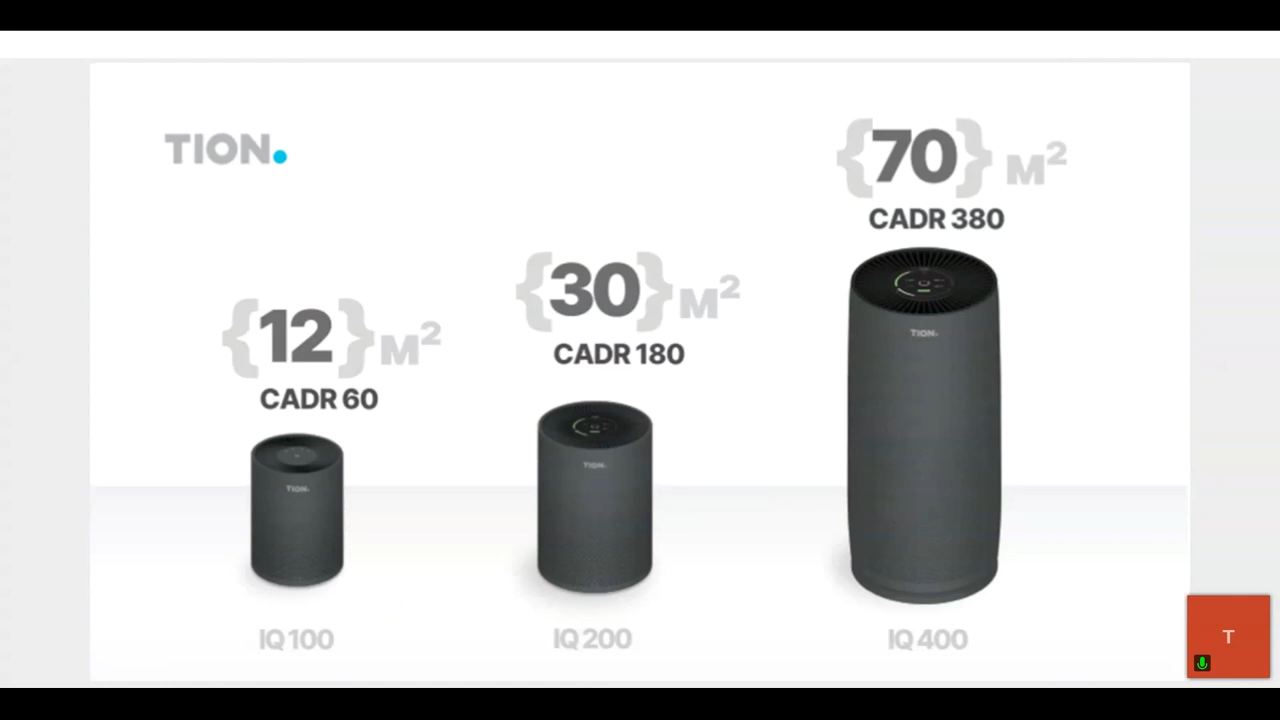 TION.
{70} м²
CADR 380
{30} м²
CADR 180
{12} м²
CADR 60
TION.
TION.
TION.
IQ 100
IQ 200
IQ 400
T